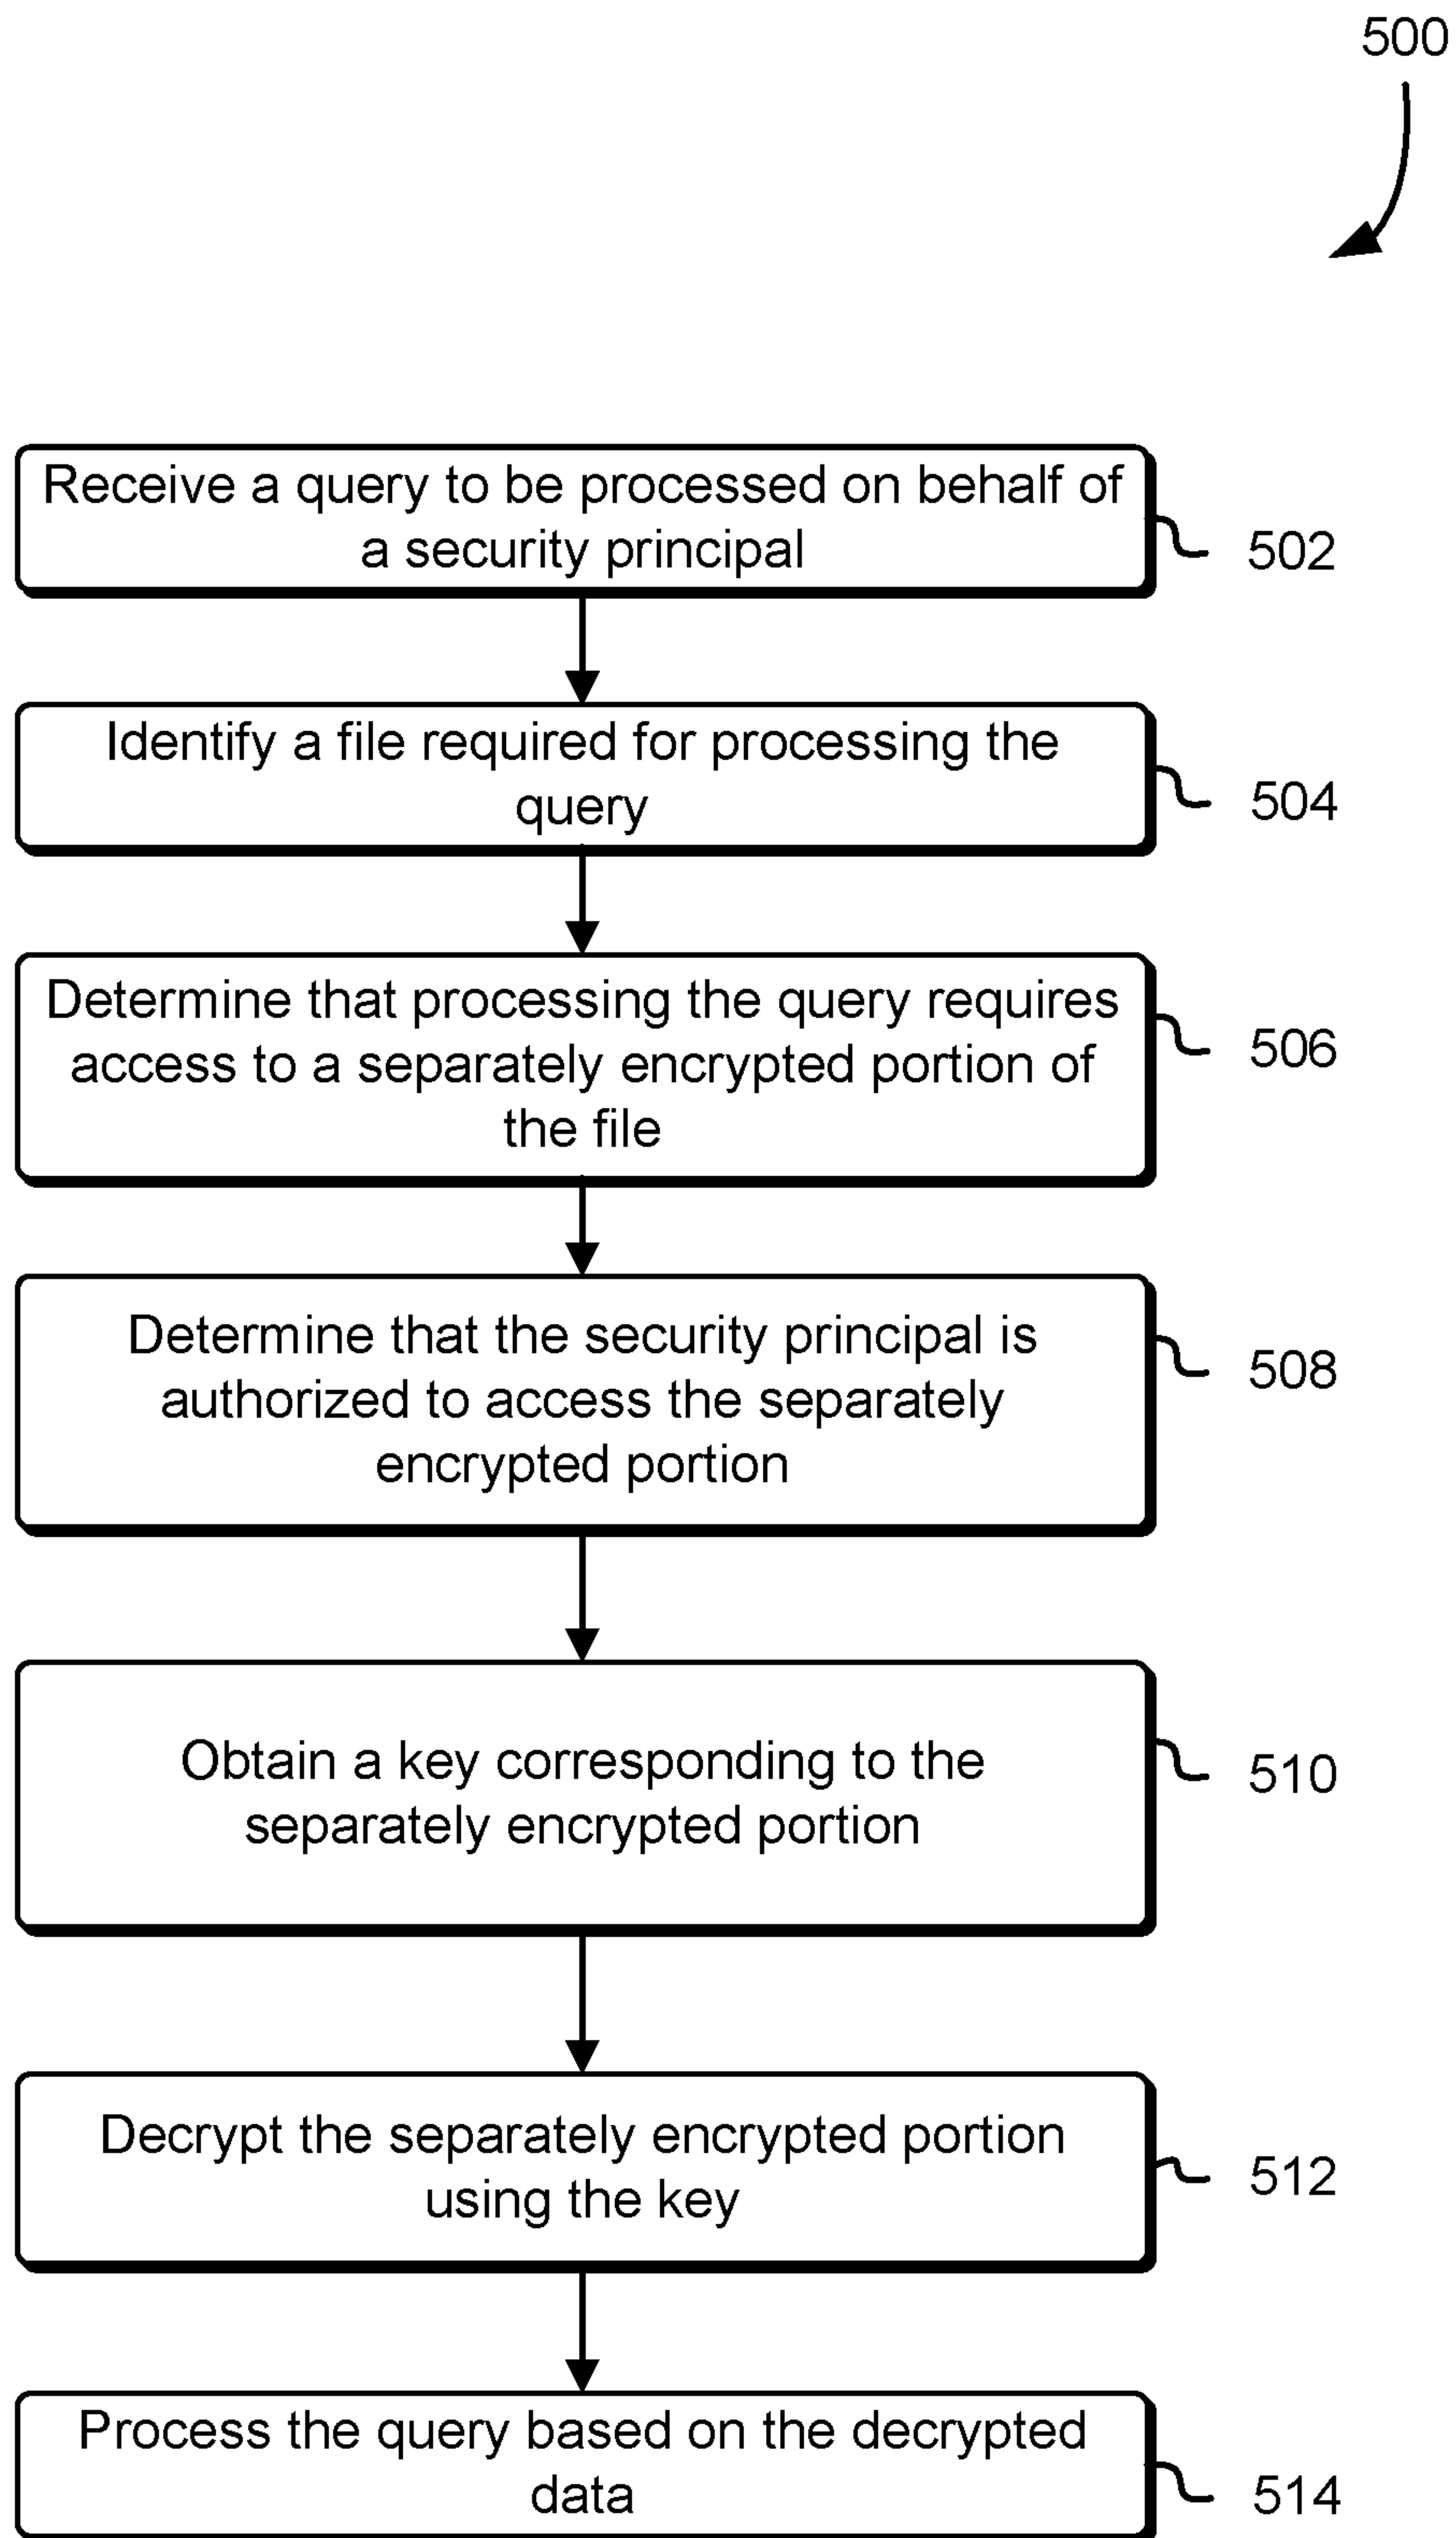 500
Receive a query to be processed on behalf of
a security principal
502
Identify a file required for processing the
query
504
Determine that processing the query requires
access to a separately encrypted portion of
the file
506
Determine that the security principal is
authorized to access the separately
encrypted portion
508
Obtain a key corresponding to the
separately encrypted portion
510
Decrypt the separately encrypted portion
using the key
512
Process the query based on the decrypted
data
514